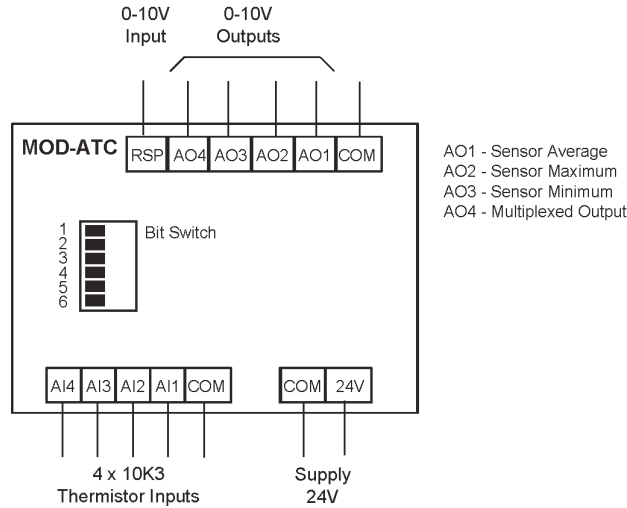 0-10V
Input
0-10V
Outputs
MOD-ATC
RSP AO4 AO3 AO2 AO1 COM
AO1 - Sensor Average
AO2 - Sensor Maximum
AO3 - Sensor Minimum
AO4 - Multiplexed Output
1
2
3
4
5
6
Bit Switch
AI4 AI3 AI2 AI1 COM
COM 24V
4 x 10K3
Thermistor Inputs
Supply
24V